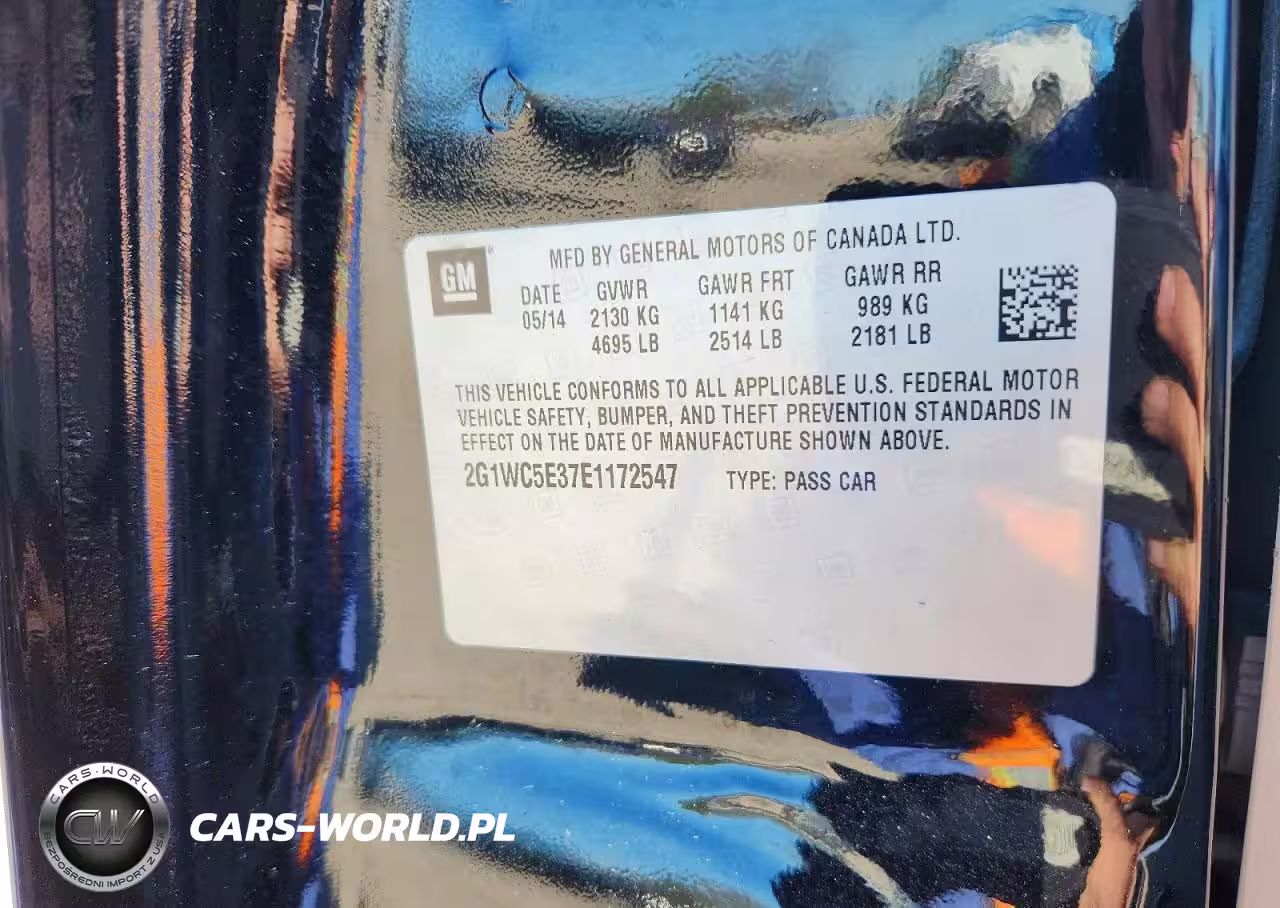 GM®
MFD BY GENERAL MOTORS OF CANADA LTD.
DATE GVWR GAWR FRT GAWR RR
05/14 2130 KG 1141 KG 989 KG
4695 LB 2514 LB 2181 LB
THIS VEHICLE CONFORMS TO ALL APPLICABLE U.S. FEDERAL MOTOR
VEHICLE SAFETY, BUMPER, AND THEFT PREVENTION STANDARDS IN
EFFECT ON THE DATE OF MANUFACTURE SHOWN ABOVE.
2G1WC5E37E1172547 TYPE: PASS CAR
CARS-WORLD
CW
BEZPOŚREDNI IMPORT Z USA
CARS-WORLD.PL